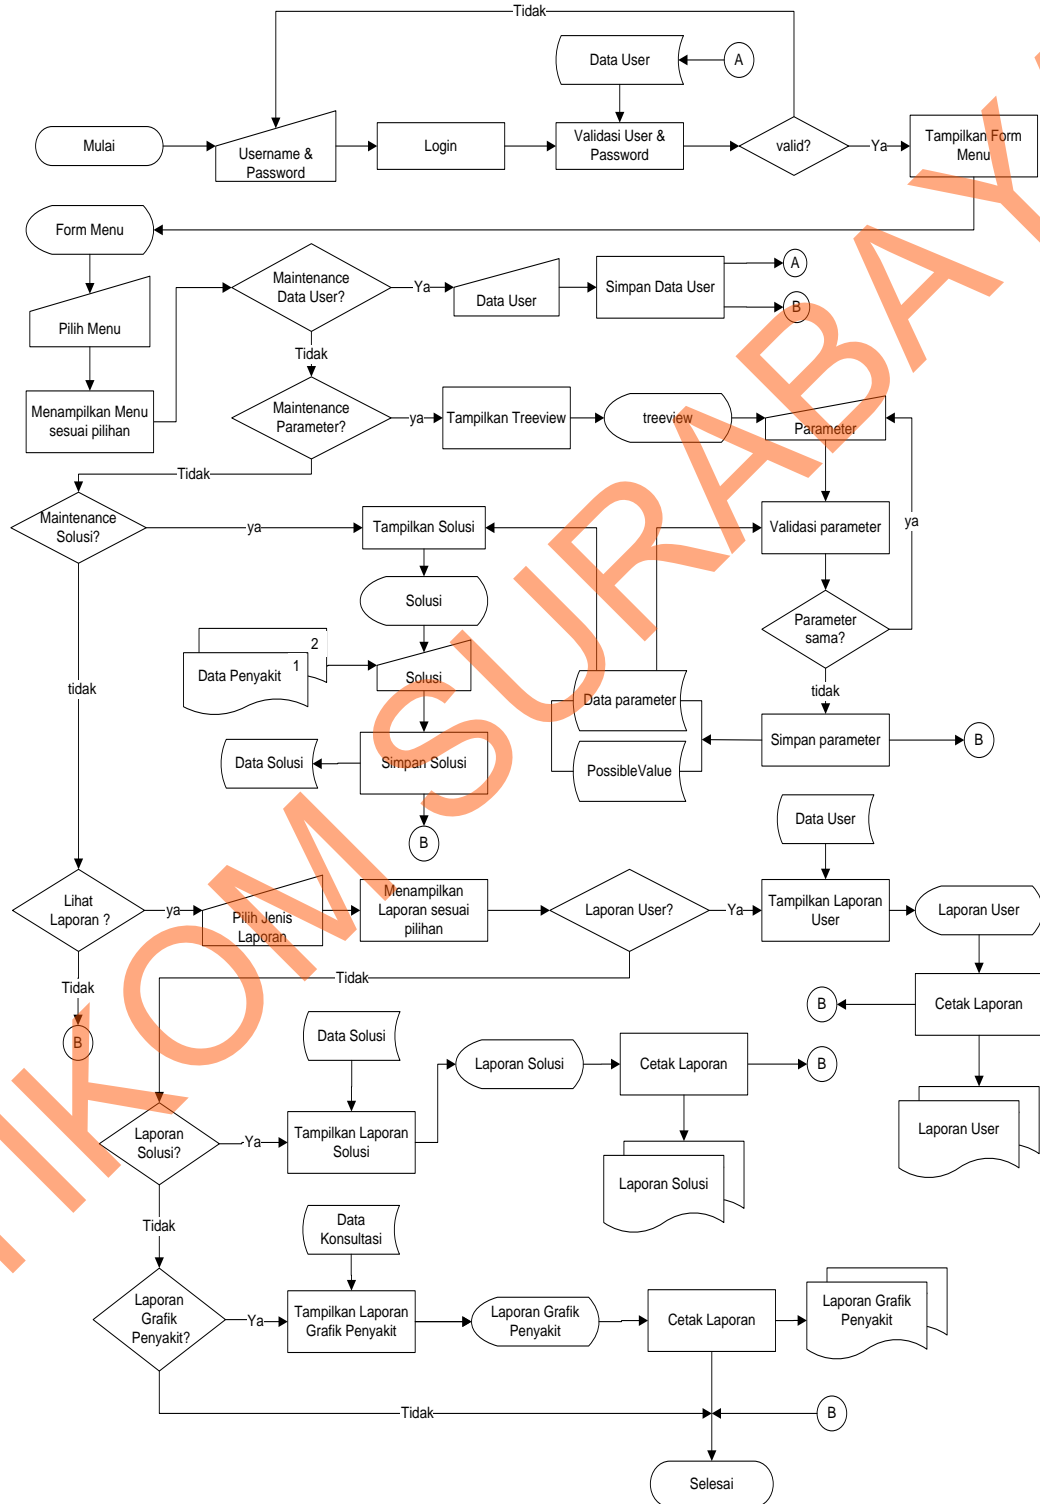 Tidak
Data User
A
Mulai
Username &
Password
Login
Validasi User &
Password
valid?
Ya
Tampilkan Form
Menu
Form Menu
Pilih Menu
Menampilkan Menu
sesuai pilihan
Maintenance
Data User?
Ya
Data User
Simpan Data User
A
B
Tidak
Maintenance
Parameter?
ya
Tampilkan Treeview
treeview
Parameter
Tidak
Maintenance
Solusi?
ya
Tampilkan Solusi
Validasi parameter
ya
Solusi
Parameter
sama?
2
1
Data Penyakit
Solusi
tidak
tidak
Data parameter
Simpan parameter
B
Data Solusi
Simpan Solusi
PossibleValue
B
Data User
Lihat
Laporan ?
ya
Pilih Jenis
Laporan
Menampilkan
Laporan sesuai
pilihan
Laporan User?
Ya
Tampilkan Laporan
User
Laporan User
Tidak
Tidak
B
B
Cetak Laporan
Data Solusi
Laporan Solusi
Cetak Laporan
B
Laporan
Solusi?
Ya
Tampilkan Laporan
Solusi
Laporan User
Laporan Solusi
Tidak
Data
Konsultasi
Laporan
Grafik
Penyakit?
Ya
Tampilkan Laporan
Grafik Penyakit
Laporan Grafik
Penyakit
Cetak Laporan
Laporan Grafik
Penyakit
Tidak
B
Selesai
IKOM SURABAY